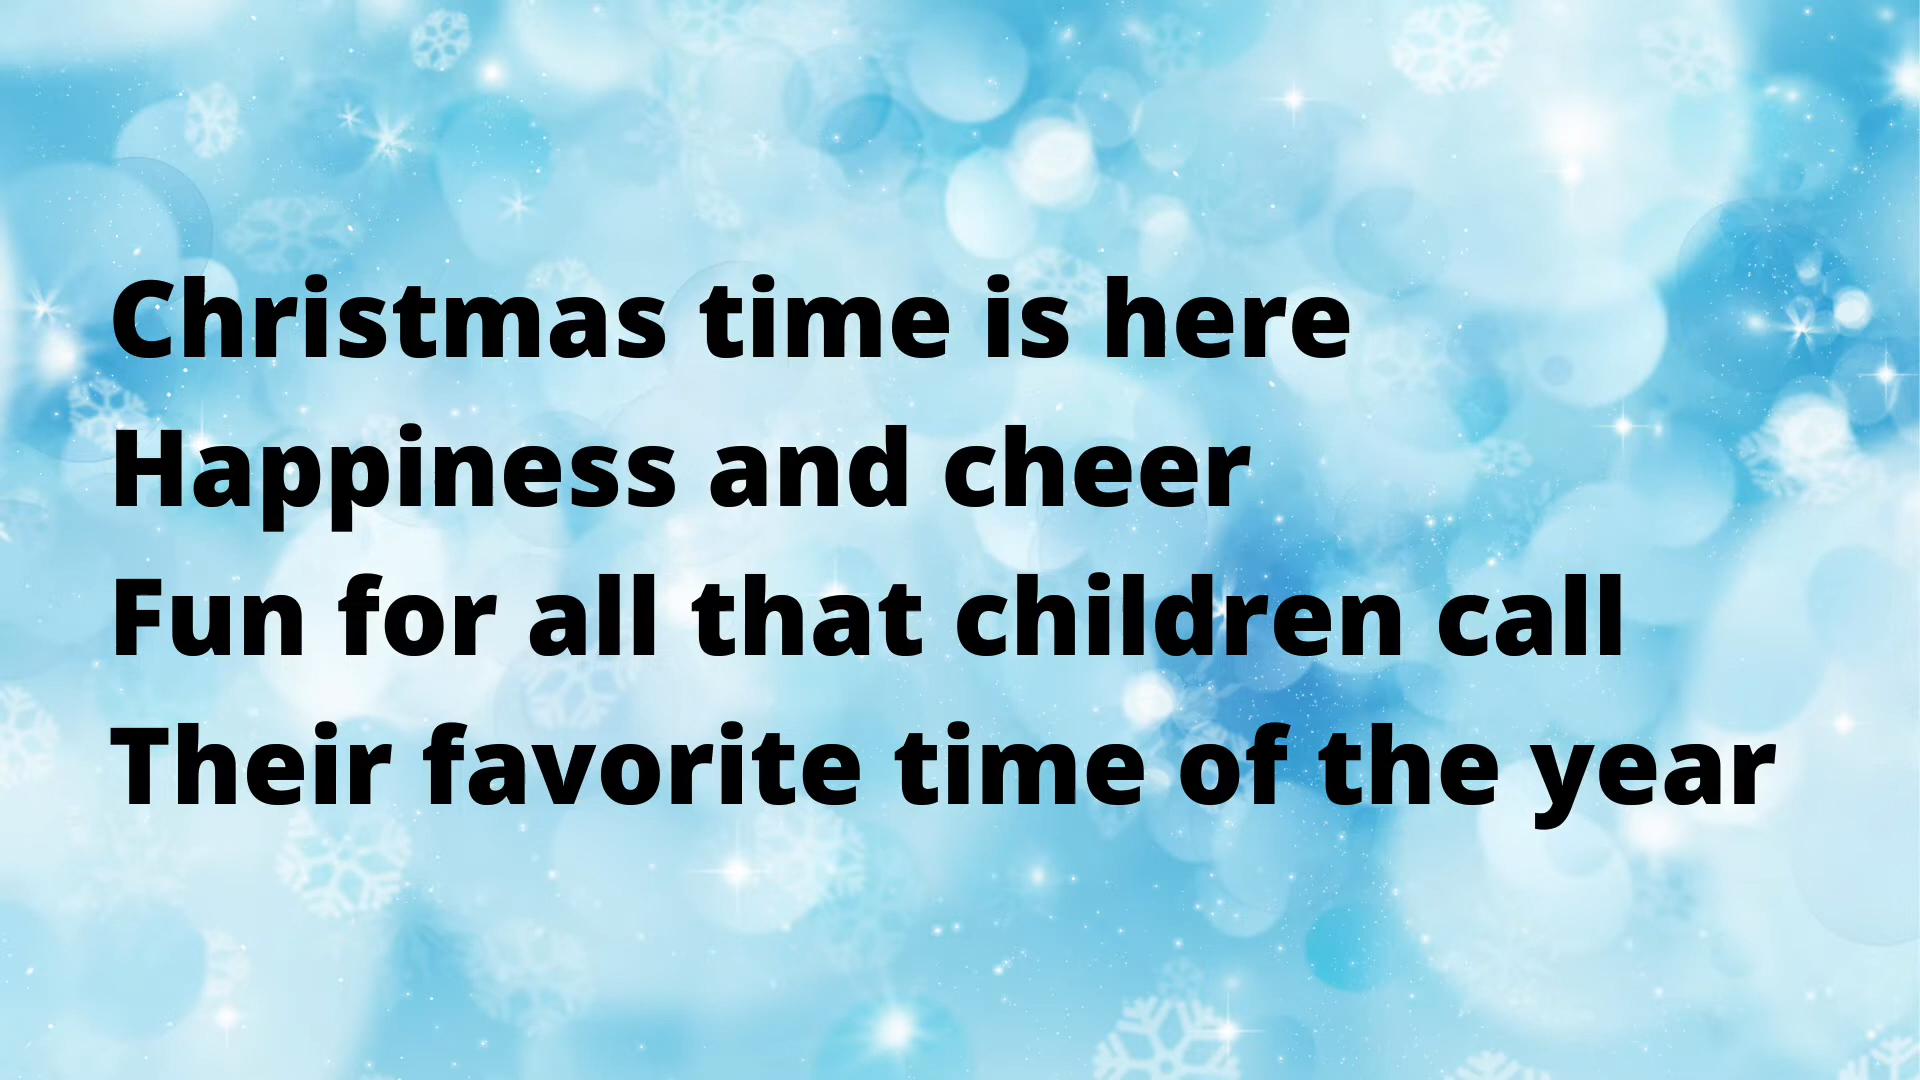 Christmas time is here
Happiness and cheer
Fun for all that children call
Their favorite time of the year